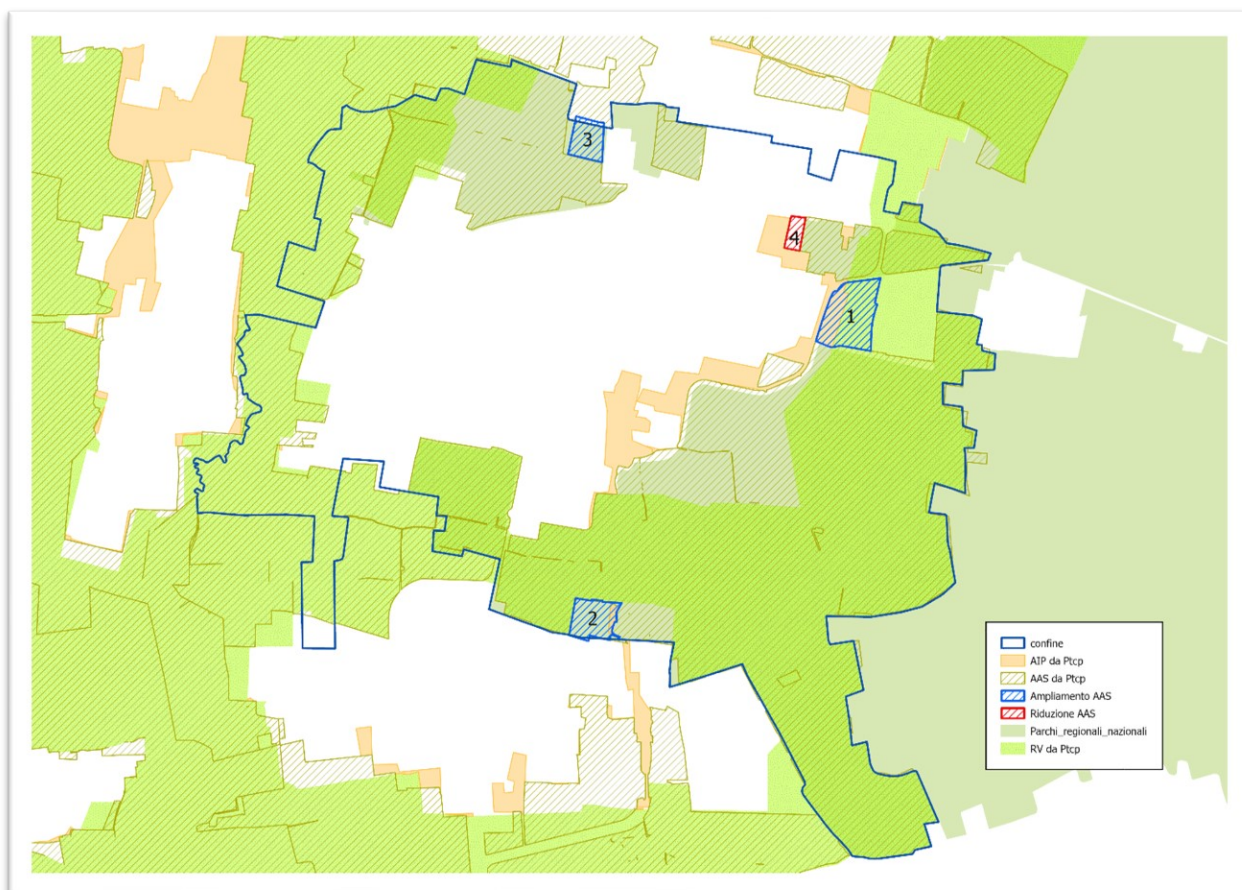 3
4
1
2
confine
AIP da Ptcp
AAS da Ptcp
Ampliamento AAS
Riduzione AAS
Parchi_regionali_nazionali
RV da Ptcp